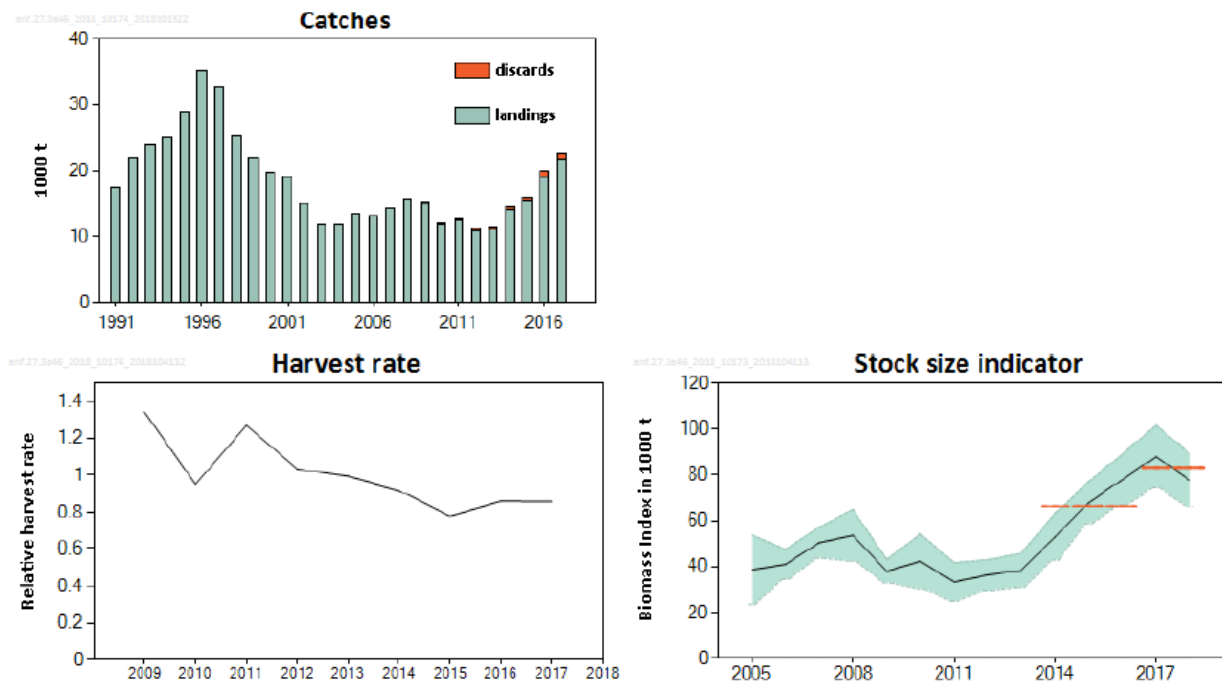 Catches
40
30
20
10
0
1000 t
discards
landings
1991 1996 2001 2006 2011 2016
Harvest rate
1.4
1.2
1
0.8
0.6
0.4
0.2
0
Relative harvest rate
2009 2010 2011 2012 2013 2014 2015 2016 2017 2018
Stock size indicator
120
100
80
60
40
20
0
Biomass Index in 1000 t
2005 2008 2011 2014 2017